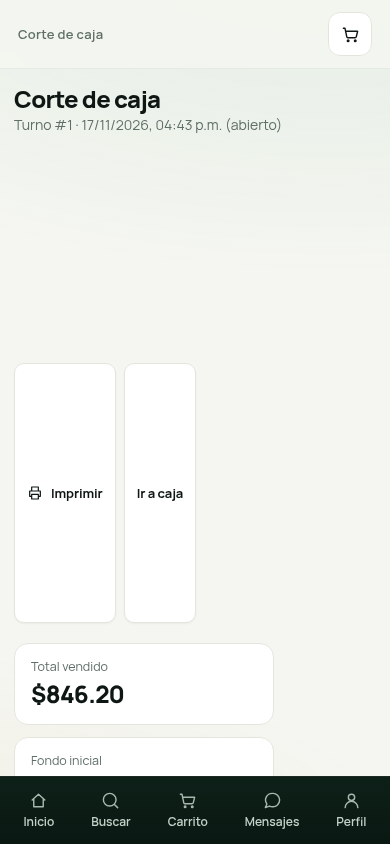 Corte de caja
Corte de caja
Turno #1 · 17/11/2026, 04:43 p.m. (abierto)
Imprimir
Ir a caja
Total vendido
$846.20
Fondo inicial
Inicio
Buscar
Carrito
Mensajes
Perfil